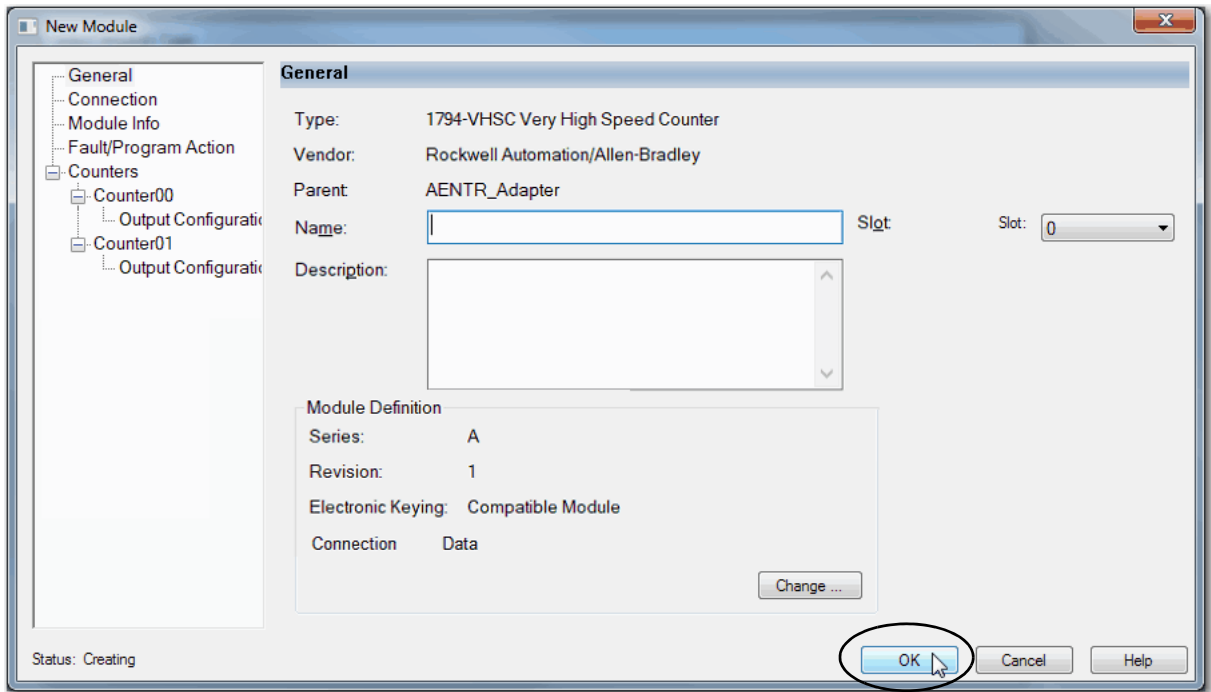 New Module
General
Connection
Module Info
Fault/Program Action
Counters
Counter00
Output Configuratio
Counter01
Output Configuratio
General
Type: 1794-VHSC Very High Speed Counter
Vendor: Rockwell Automation/Allen-Bradley
Parent: AENTR_Adapter
Name: Slot: Slot: 0
Description:
Module Definition
Series: A
Revision: 1
Electronic Keying: Compatible Module
Connection Data
Change ...
Status: Creating OK Cancel Help